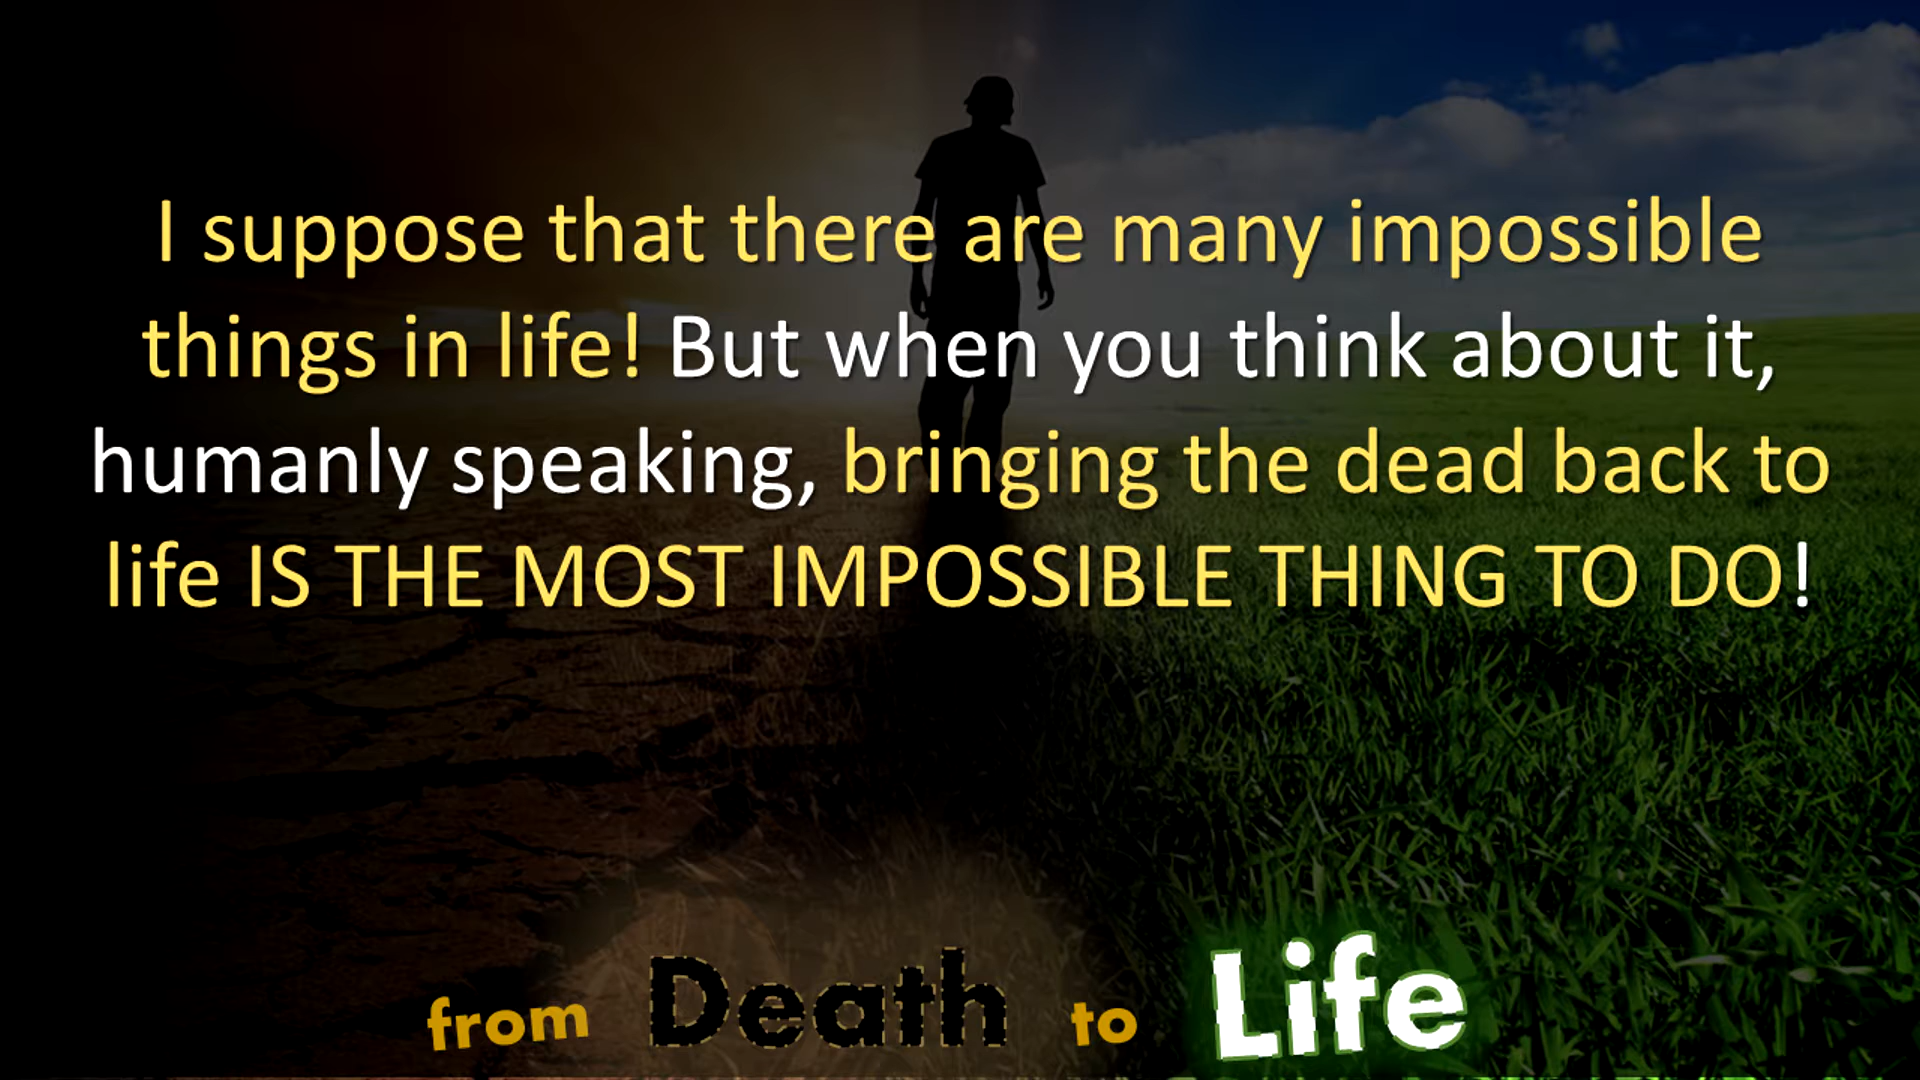 I suppose that there are many impossible
things in life! But when you think about it,
humanly speaking, bringing the dead back to
life IS THE MOST IMPOSSIBLE THING TO DO!
from Death to Life